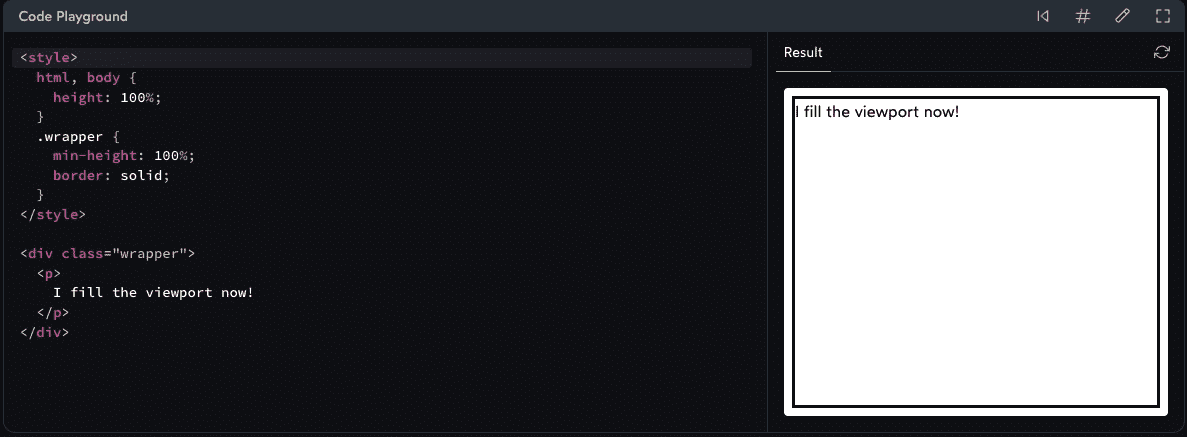 Code Playground
<style>
html, body {
height: 100%;
}
.wrapper {
min-height: 100%;
border: solid;
}
</style>
<div class="wrapper">
<p>
I fill the viewport now!
</p>
</div>
Result
I fill the viewport now!